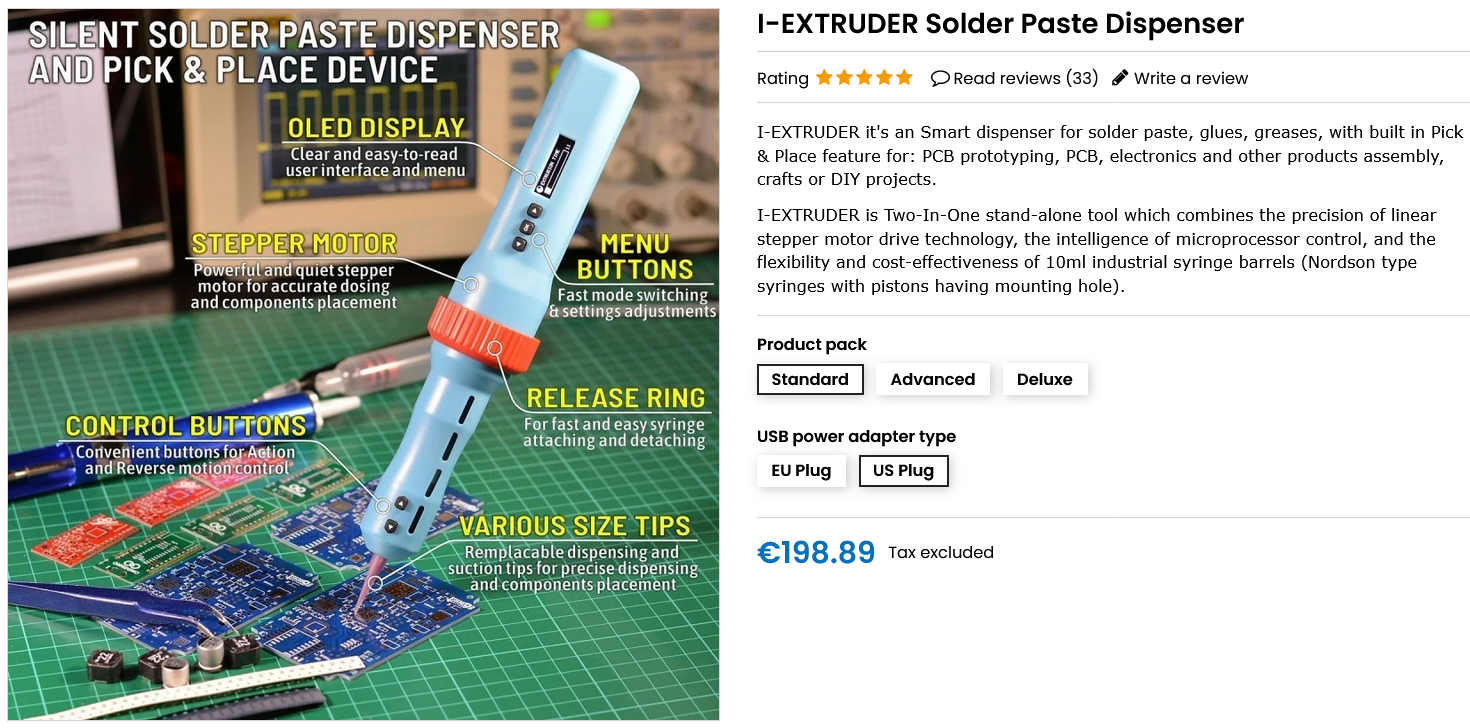 SILENT SOLDER PASTE DISPENSER
AND PICK & PLACE DEVICE
OLED DISPLAY
Clear and easy-to-read
user interface and menu
EXTRUSION TIME
OK
STEPPER MOTOR
Powerful and quiet stepper
motor for accurate dosing
and components placement
MENU
BUTTONS
Fast mode switching
& settings adjustments
RELEASE RING
For fast and easy syringe
attaching and detaching
CONTROL BUTTONS
Convenient buttons for Action
and Reverse motion control
VARIOUS SIZE TIPS
Remplacable dispensing and
suction tips for precise dispensing
and components placement
I-EXTRUDER Solder Paste Dispenser
Rating Read reviews (33) Write a review
I-EXTRUDER it's an Smart dispenser for solder paste, glues, greases, with built in Pick
& Place feature for: PCB prototyping, PCB, electronics and other products assembly,
crafts or DIY projects.
I-EXTRUDER is Two-In-One stand-alone tool which combines the precision of linear
stepper motor drive technology, the intelligence of microprocessor control, and the
flexibility and cost-effectiveness of 10ml industrial syringe barrels (Nordson type
syringes with pistons having mounting hole).
Product pack
Standard Advanced Deluxe
USB power adapter type
EU Plug US Plug
€198.89 Tax excluded